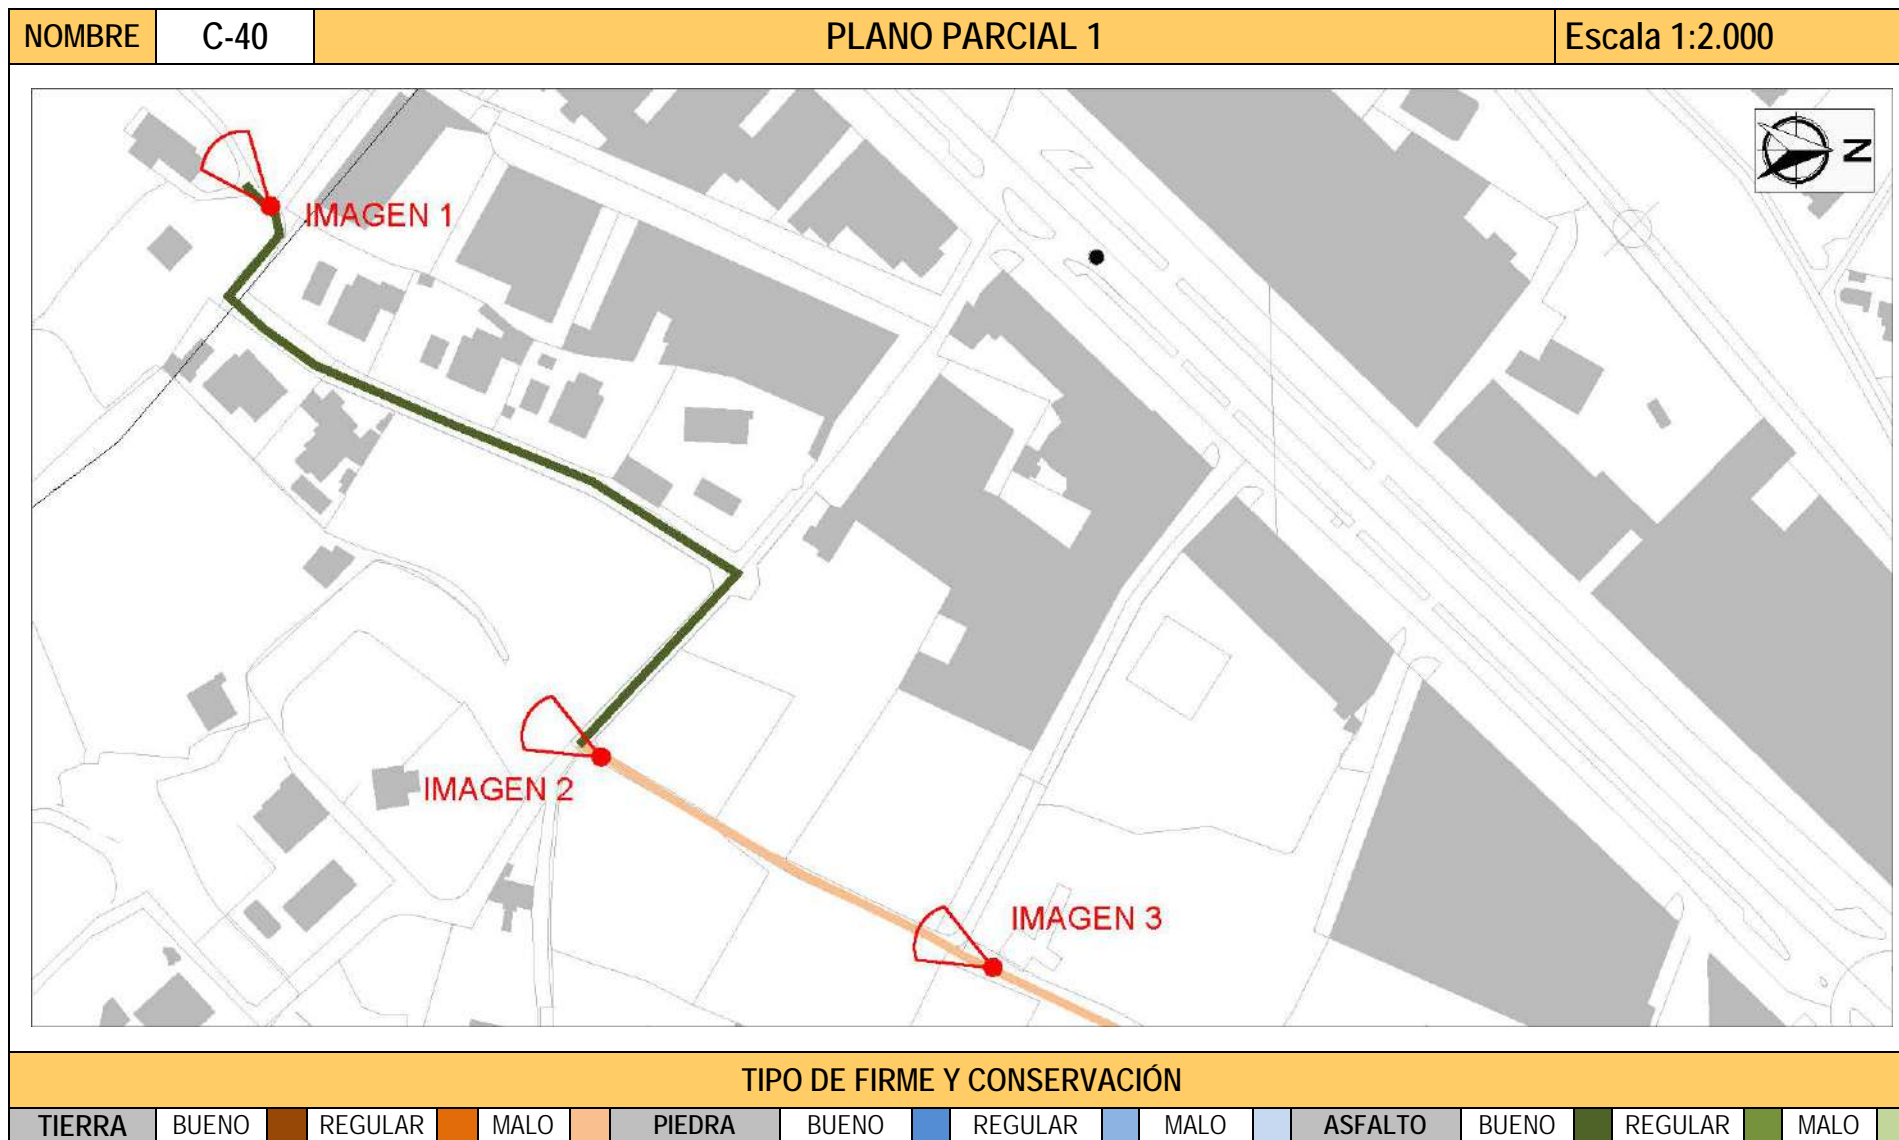 NOMBRE C-40 PLANO PARCIAL 1 Escala 1:2.000
N
IMAGEN 1
IMAGEN 2
IMAGEN 3
TIPO DE FIRME Y CONSERVACIÓN
TIERRA BUENO REGULAR MALO PIEDRA BUENO REGULAR MALO ASFALTO BUENO REGULAR MALO